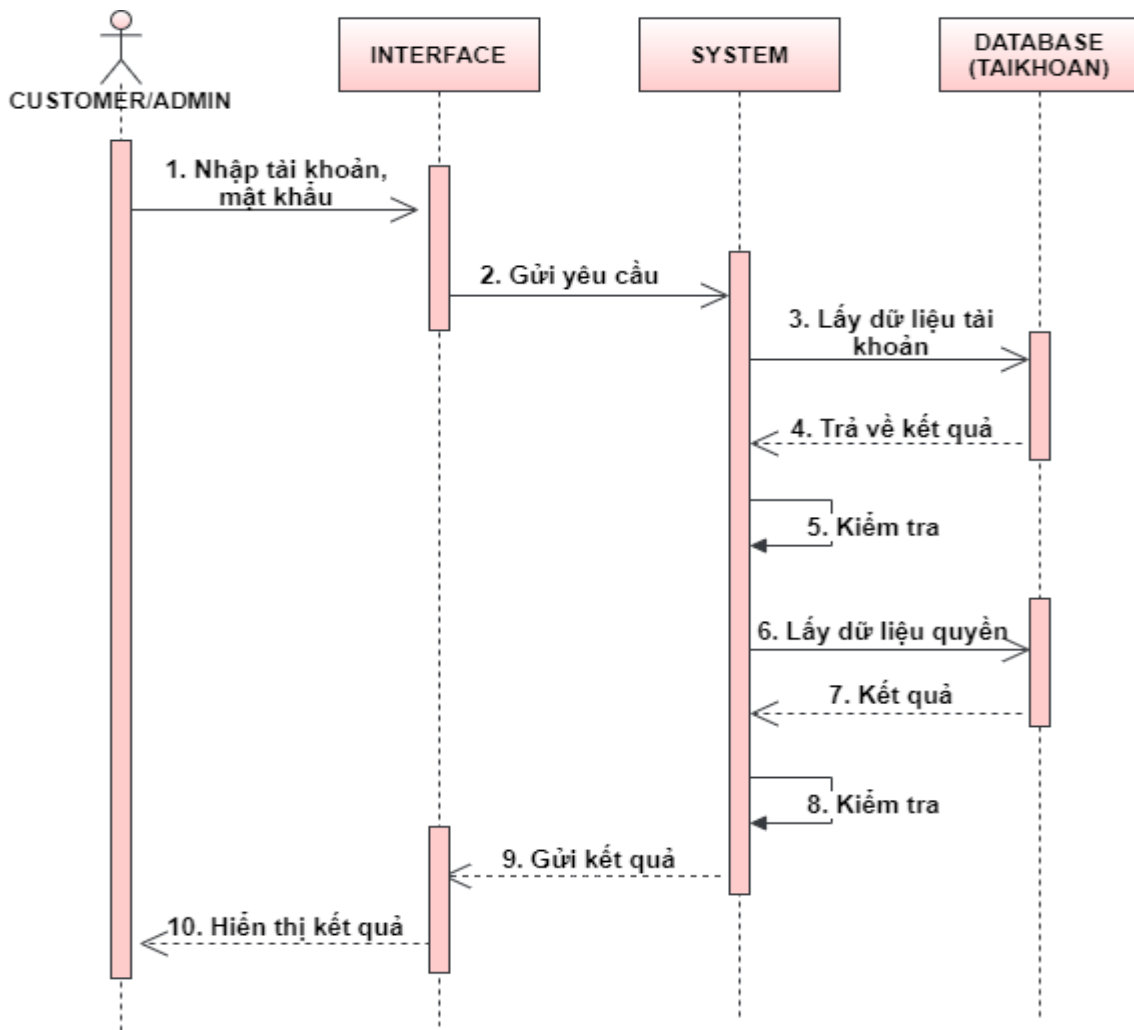 CUSTOMER/ADMIN
INTERFACE
SYSTEM
DATABASE
(TAIKHOAN)
1. Nhập tài khoản,
mật khẩu
2. Gửi yêu cầu
3. Lấy dữ liệu tài
khoản
4. Trả về kết quả
5. Kiểm tra
6. Lấy dữ liệu quyền
7. Kết quả
8. Kiểm tra
9. Gửi kết quả
10. Hiển thị kết quả